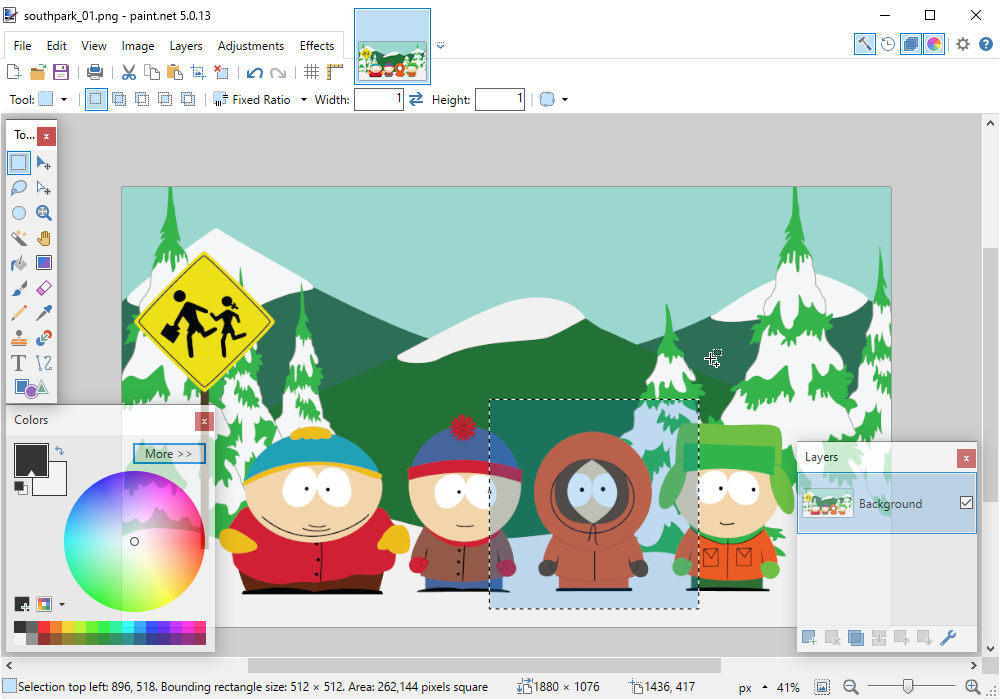 southpark_01.png - paint.net 5.0.13
File Edit View Image Layers Adjustments Effects
Tool: Fixed Ratio Width: 1 Height: 1
To...
Colors
More >>
Layers
Background
Selection top left: 896, 518. Bounding rectangle size: 512 × 512. Area: 262,144 pixels square 1880 × 1076 1436, 417 px 41%